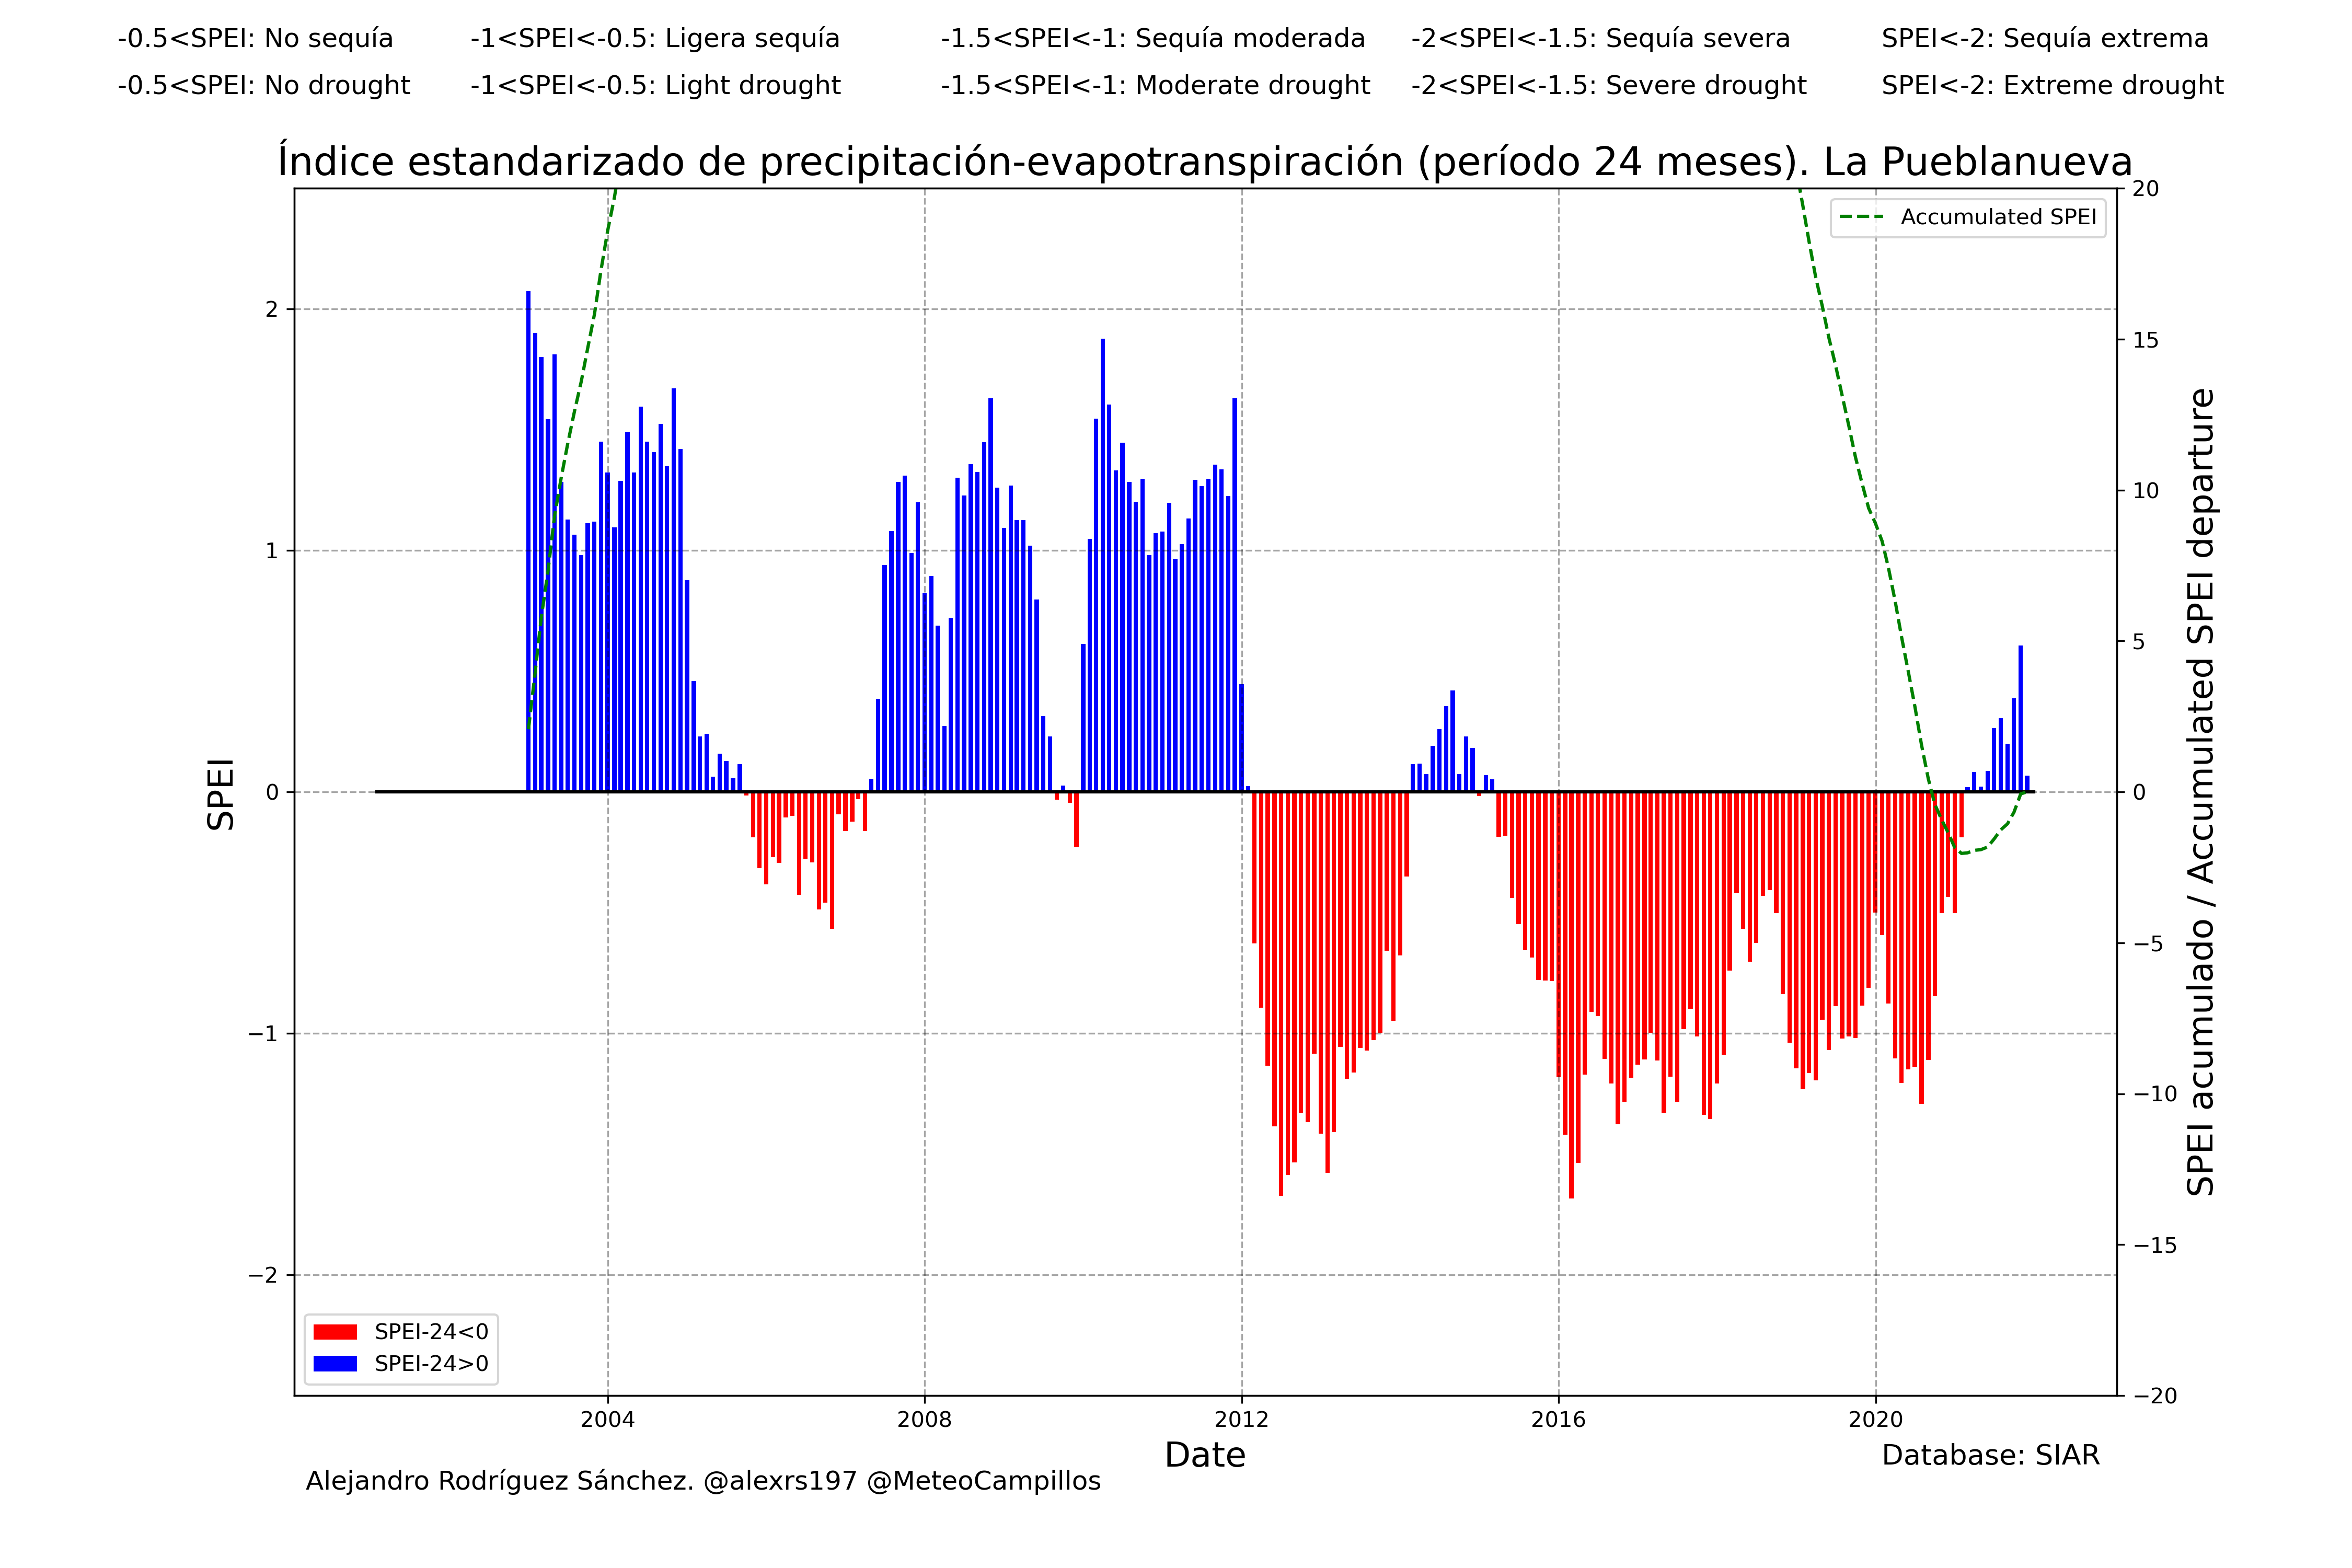 -0.5<SPEI: No sequía -1<SPEI<-0.5: Ligera sequía -1.5<SPEI<-1: Sequía moderada -2<SPEI<-1.5: Sequía severa SPEI<-2: Sequía extrema
-0.5<SPEI: No drought -1<SPEI<-0.5: Light drought -1.5<SPEI<-1: Moderate drought -2<SPEI<-1.5: Severe drought SPEI<-2: Extreme drought
Índice estandarizado de precipitación-evapotranspiración (período 24 meses). La Pueblanueva
Accumulated SPEI
2
1
0
−1
−2
SPEI
20
15
10
5
0
−5
−10
−15
−20
SPEI acumulado / Accumulated SPEI departure
SPEI-24<0
SPEI-24>0
2004 2008 2012 2016 2020
Date
Database: SIAR
Alejandro Rodríguez Sánchez. @alexrs197 @MeteoCampillos